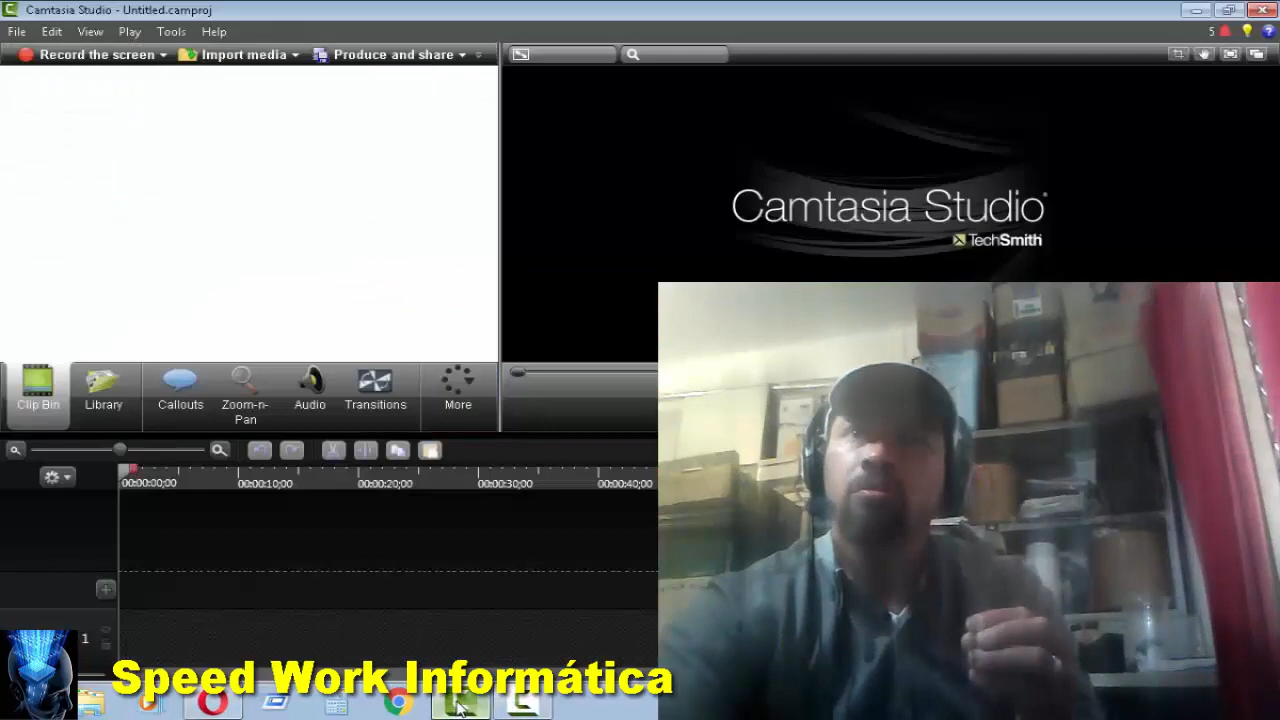 Camtasia Studio - Untitled.camproj
File Edit View Play Tools Help
5
Record the screen Import media Produce and share
Camtasia Studio
TechSmith
Clip Bin Library Callouts Zoom-n-Pan Audio Transitions More
00:00:00;00 00:00:10;00 00:00:20;00 00:00:30;00 00:00:40;00
1
Speed Work Informática